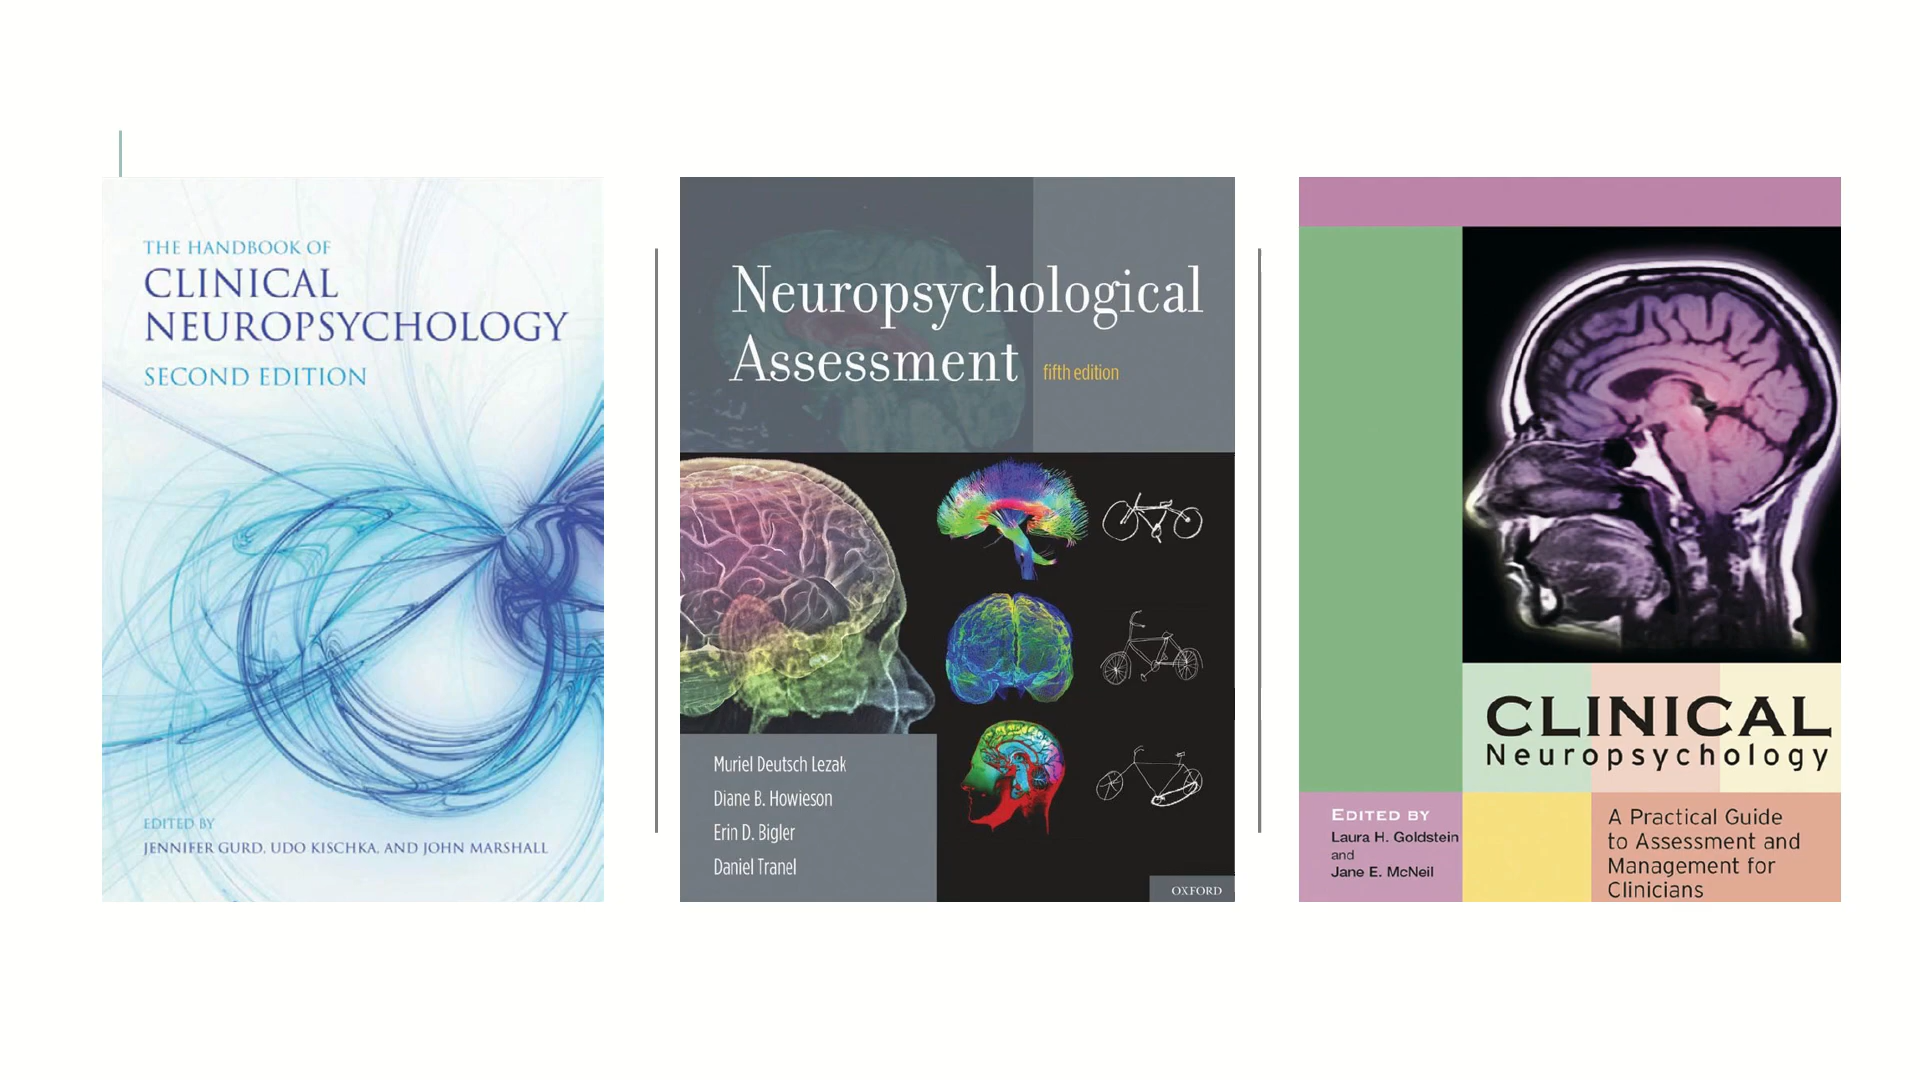 THE HANDBOOK OF
CLINICAL
NEUROPSYCHOLOGY
SECOND EDITION
EDITED BY
JENNIFER GURD, UDO KISCHKA, AND JOHN MARSHALL
Neuropsychological
Assessment fifth edition
Muriel Deutsch Lezak
Diane B. Howieson
Erin D. Bigler
Daniel Tranel
OXFORD
CLINICAL
Neuropsychology
EDITED BY
Laura H. Goldstein
and
Jane E. McNeil
A Practical Guide
to Assessment and
Management for
Clinicians